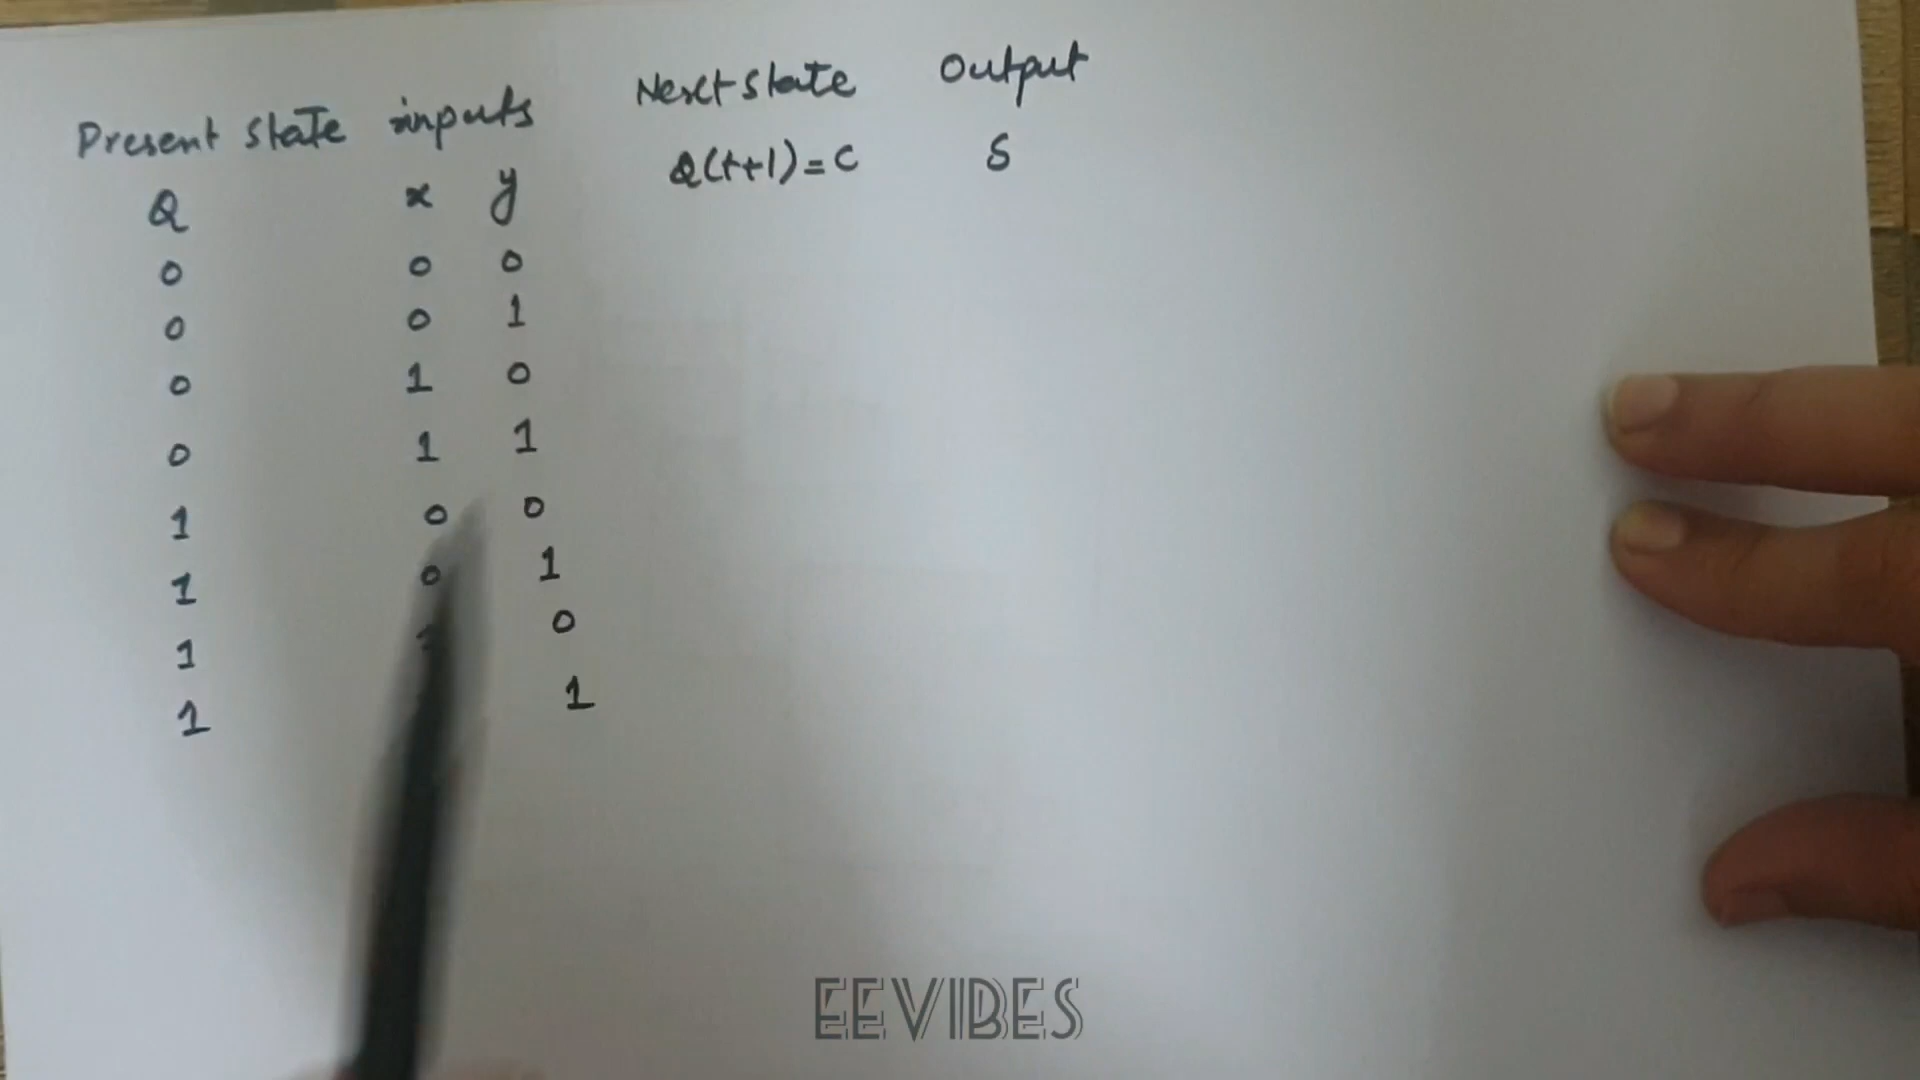 Present state inputs Next state Output
Q x y Q(t+1)=C S
0 0 0
0 0 1
0 1 0
0 1 1
1 0 0
1 0 1
1 0
1 1
EEVIBES